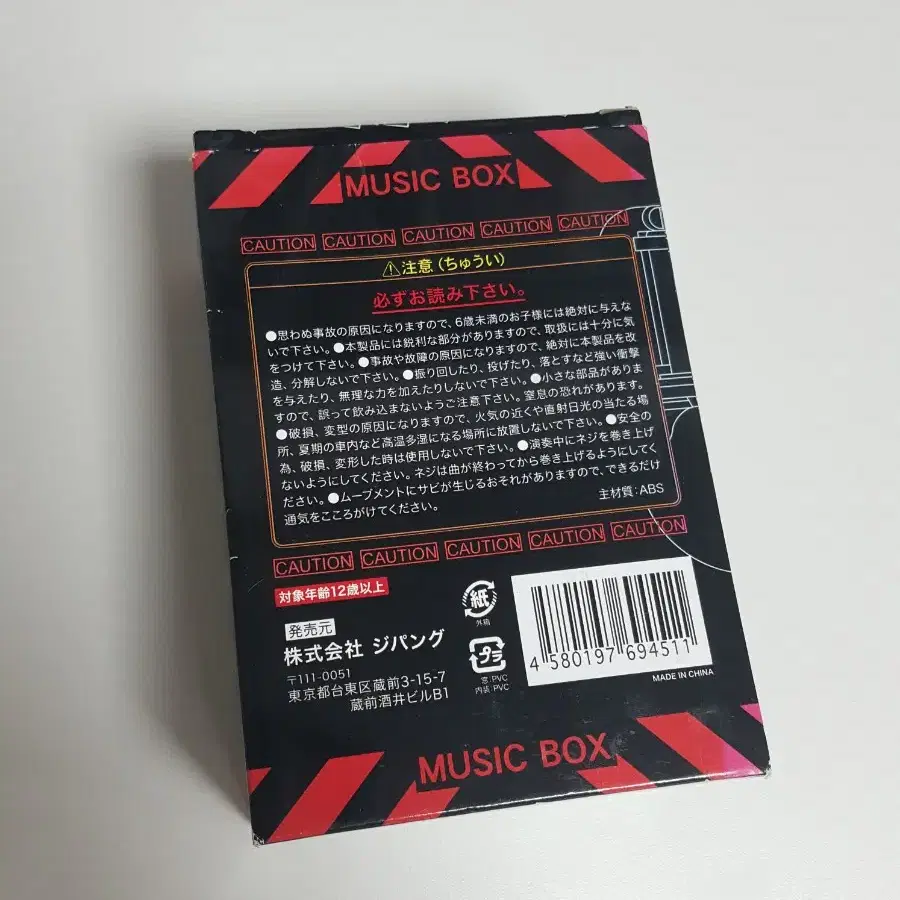 MUSIC BOX
CAUTION CAUTION CAUTION CAUTION CAUTION
⚠注意(ちゅうい)
必ずお読み下さい。
●思わぬ事故の原因になりますので、6歳未満のお子様には絶対に与えな
いで下さい。●本製品には鋭利な部分がありますので、取扱には十分に気
をつけて下さい。●事故や故障の原因になりますので、絶対に本製品を改
造、分解しないで下さい。●振り回したり、投げたり、落とすなど強い衝撃
を与えたり、無理な力を加えたりしないで下さい。●小さな部品がありま
すので、誤って飲み込まないようご注意下さい。窒息の恐れがあります。
●破損、変型の原因になりますので、火気の近くや直射日光の当たる場
所、夏期の車内など高温多湿になる場所に放置しないで下さい。●安全の
為、破損、変形した時は使用しないで下さい。●演奏中にネジを巻き上げ
ないようにしてください。ネジは曲が終わってから巻き上げるようにしてく
ださい。●ムーブメントにサビが生じるおそれがありますので、できるだけ
通気をこころがけてください。
主材質:ABS
CAUTION CAUTION CAUTION CAUTION CAUTION
対象年齢12歳以上
発売元
株式会社 ジパング
〒111-0051
東京都台東区蔵前3-15-7
蔵前酒井ビルB1
紙
外箱
プラ
窓:PVC
内装:PVC
4 580197 694511
MADE IN CHINA
MUSIC BOX